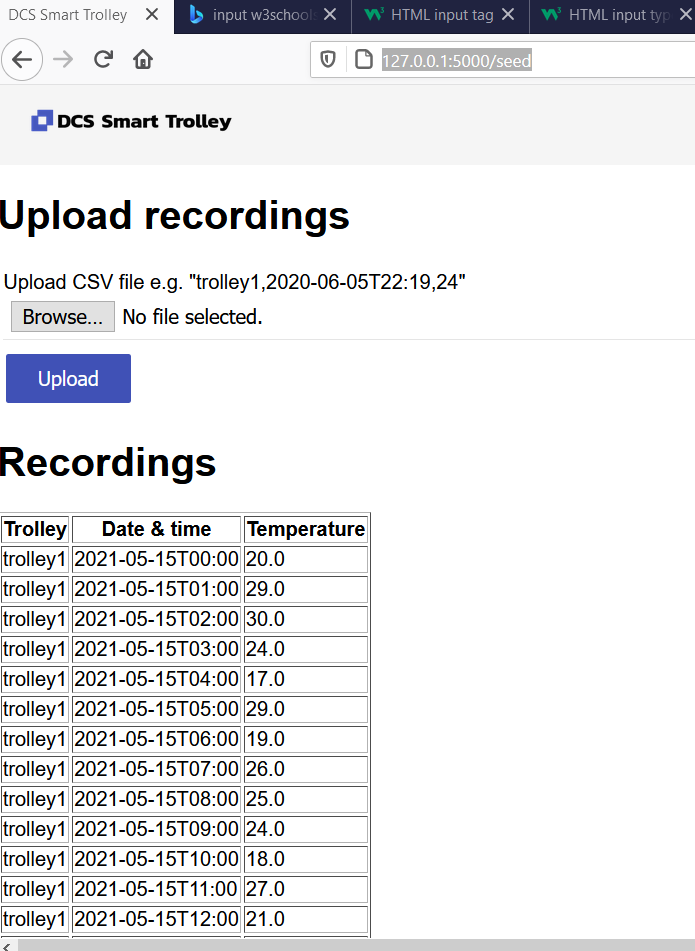 DCS Smart Trolley input w3schools HTML input tag HTML input typ
127.0.0.1:5000/seed
DCS Smart Trolley
Upload recordings
Upload CSV file e.g. "trolley1,2020-06-05T22:19,24"
Browse... No file selected.
Upload
Recordings
Trolley Date & time Temperature
trolley1 2021-05-15T00:00 20.0
trolley1 2021-05-15T01:00 29.0
trolley1 2021-05-15T02:00 30.0
trolley1 2021-05-15T03:00 24.0
trolley1 2021-05-15T04:00 17.0
trolley1 2021-05-15T05:00 29.0
trolley1 2021-05-15T06:00 19.0
trolley1 2021-05-15T07:00 26.0
trolley1 2021-05-15T08:00 25.0
trolley1 2021-05-15T09:00 24.0
trolley1 2021-05-15T10:00 18.0
trolley1 2021-05-15T11:00 27.0
trolley1 2021-05-15T12:00 21.0